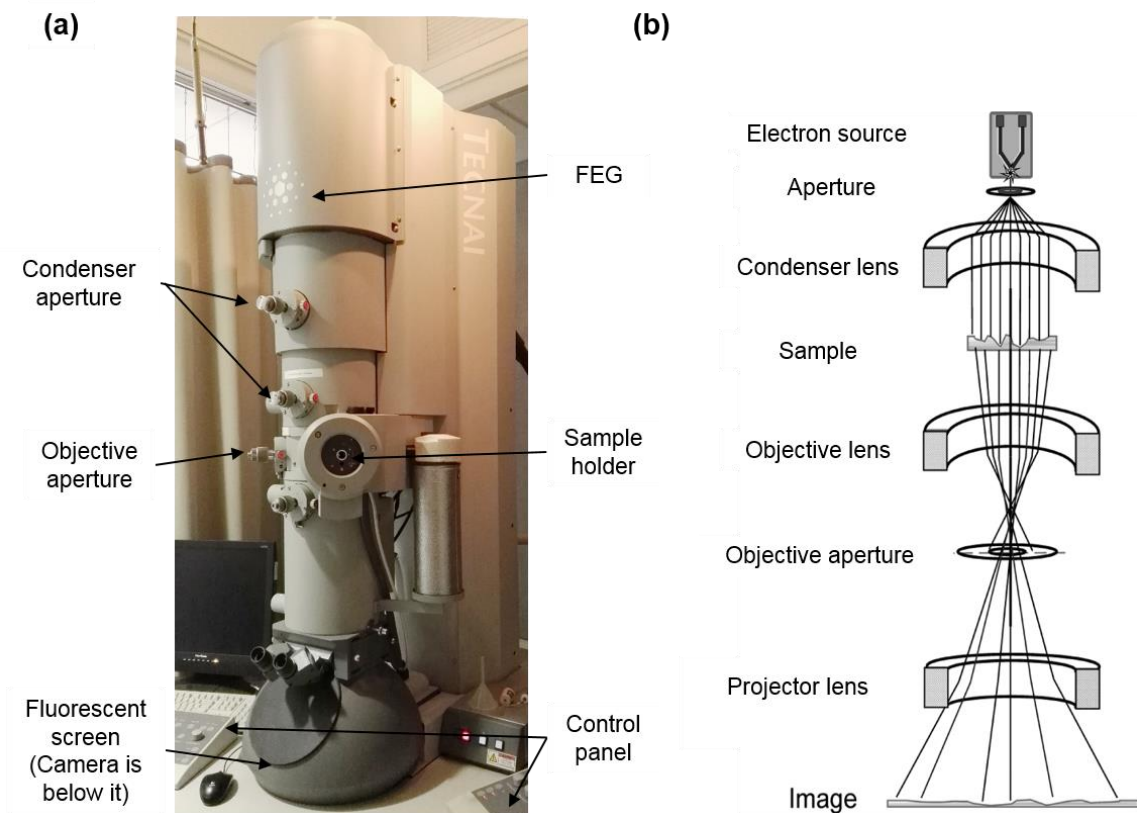 (a)
FEG
TECNAI
Condenser
aperture
Objective
aperture
Sample
holder
Fluorescent
screen
(Camera is
below it)
Control
panel
(b)
Electron source
Aperture
Condenser lens
Sample
Objective lens
Objective aperture
Projector lens
Image